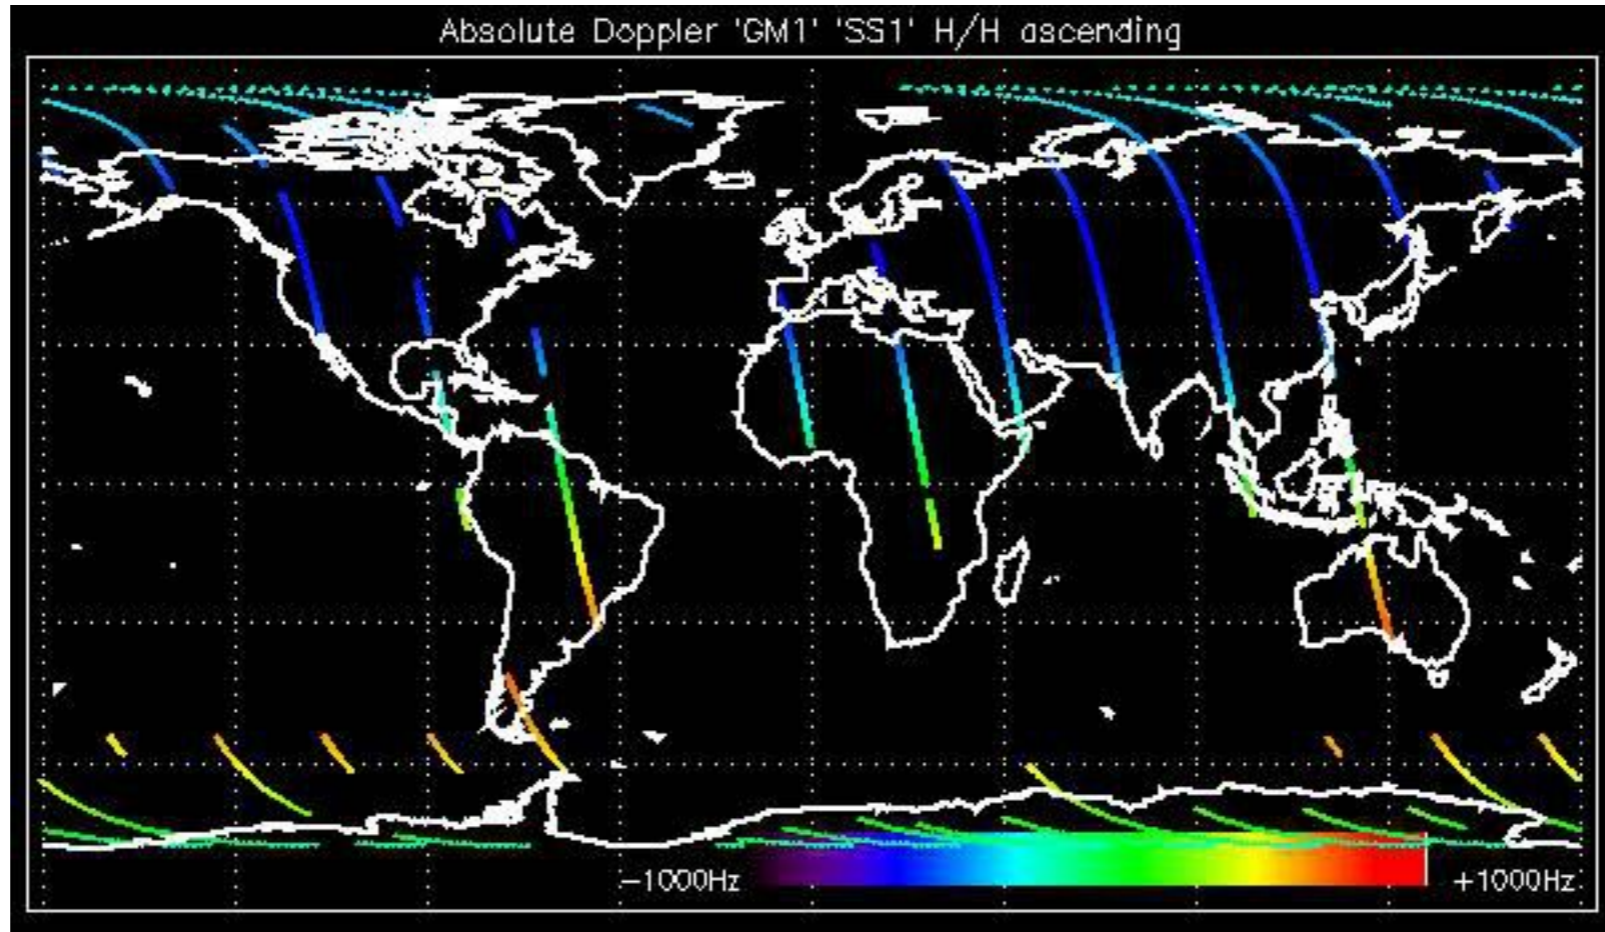 Absolute Doppler 'GM1' 'SS1' H/H ascending
−1000Hz +1000Hz